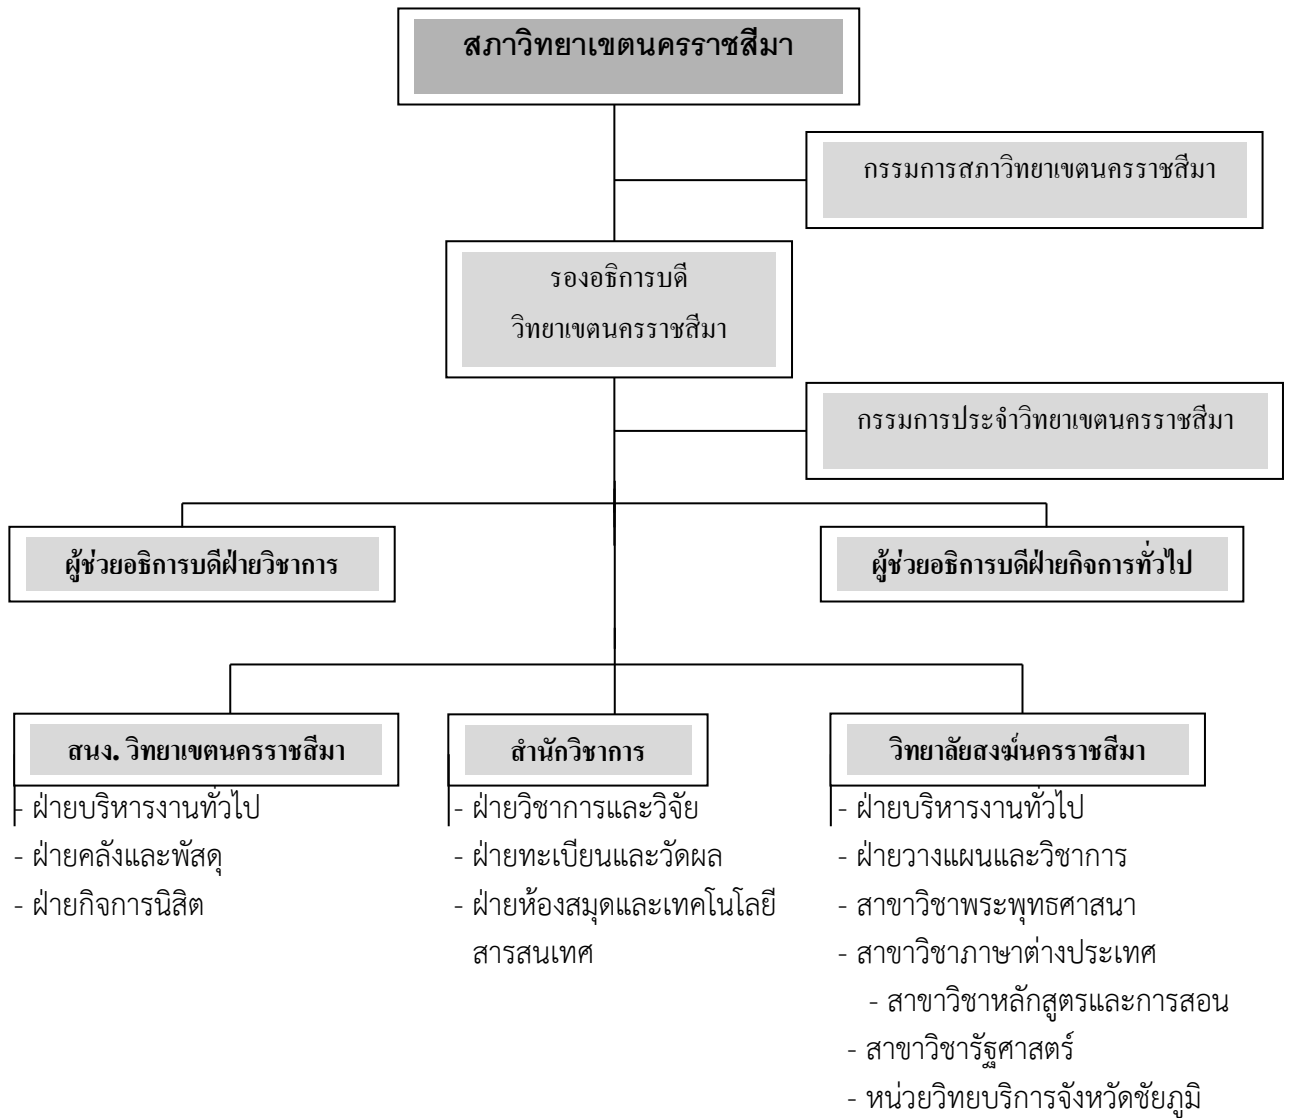 สภาวิทยาเขตนครราชสีมา
กรรมการสภาวิทยาเขตนครราชสีมา
รองอธิการบดี
วิทยาเขตนครราชสีมา
กรรมการประจำวิทยาเขตนครราชสีมา
ผู้ช่วยอธิการบดีฝ่ายวิชาการ
ผู้ช่วยอธิการบดีฝ่ายกิจการทั่วไป
สนง. วิทยาเขตนครราชสีมา
- ฝ่ายบริหารงานทั่วไป
- ฝ่ายคลังและพัสดุ
- ฝ่ายกิจการนิสิต
สำนักวิชาการ
- ฝ่ายวิชาการและวิจัย
- ฝ่ายทะเบียนและวัดผล
- ฝ่ายห้องสมุดและเทคโนโลยี
สารสนเทศ
วิทยาลัยสงฆ์นครราชสีมา
- ฝ่ายบริหารงานทั่วไป
- ฝ่ายวางแผนและวิชาการ
- สาขาวิชาพระพุทธศาสนา
- สาขาวิชาภาษาต่างประเทศ
- สาขาวิชาหลักสูตรและการสอน
- สาขาวิชารัฐศาสตร์
- หน่วยวิทยบริการจังหวัดชัยภูมิ